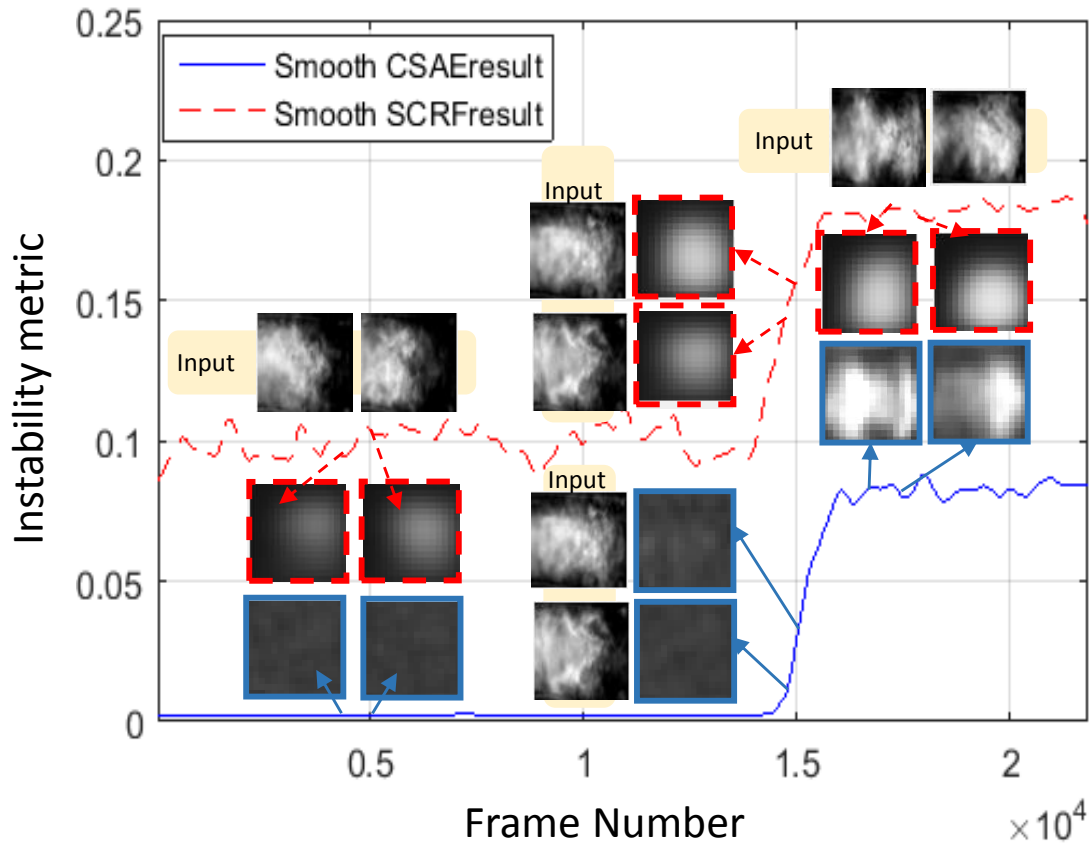 0.25
Smooth CSAEresult
Smooth SCRFresult
Input
0.2
Input
Instability metric
0.15
Input
0.1
Input
0.05
0
0.5
1
1.5
2
Frame Number
×10^4